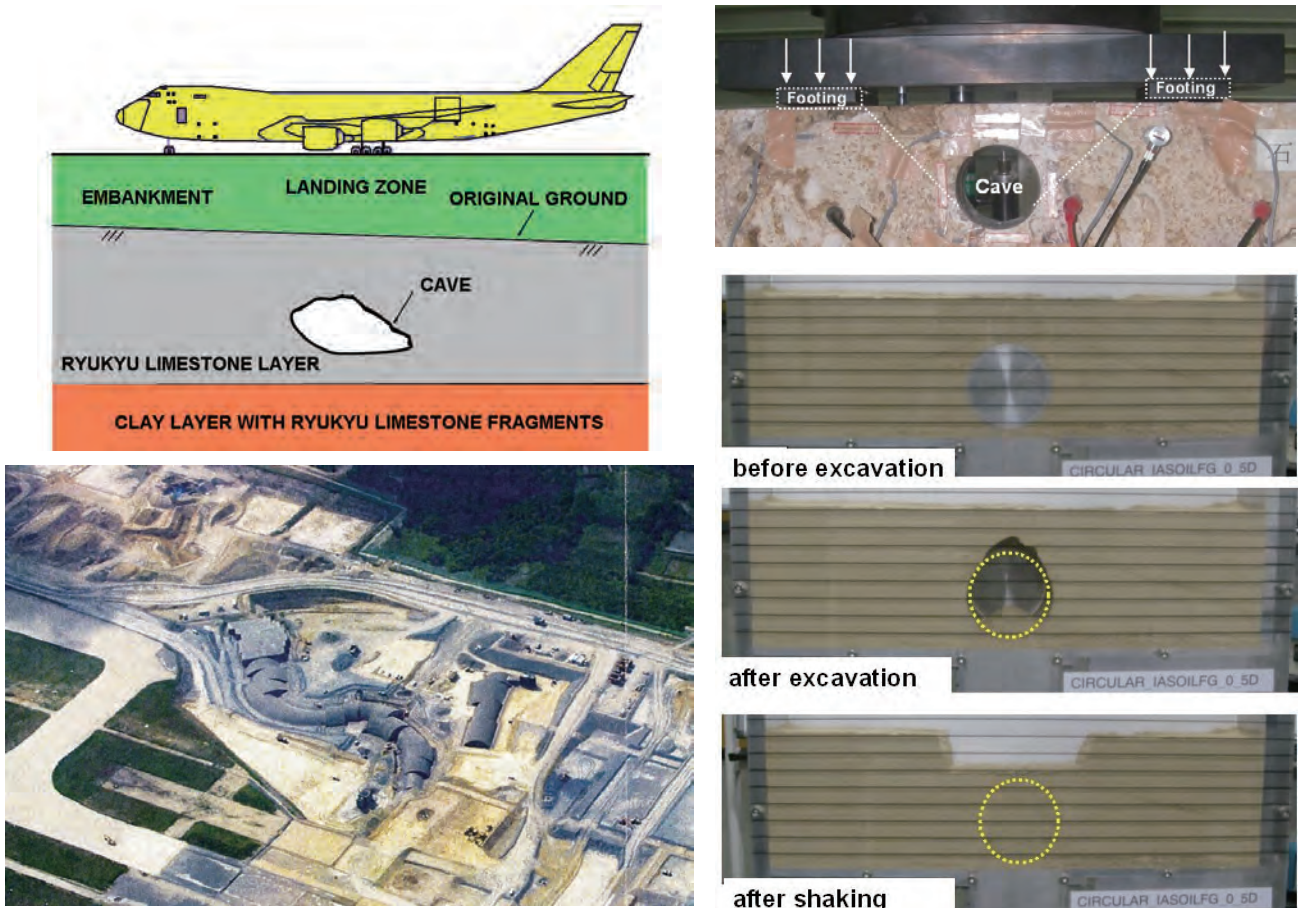 LANDING ZONE
EMBANKMENT
ORIGINAL GROUND
CAVE
RYUKYU LIMESTONE LAYER
CLAY LAYER WITH RYUKYU LIMESTONE FRAGMENTS
Footing
Footing
Cave
石
before excavation
CIRCULAR_IASOILFG_0_5D
after excavation
CIRCULAR_IASOILFG_0_5D
after shaking
CIRCULAR_IASOILFG_0_5D